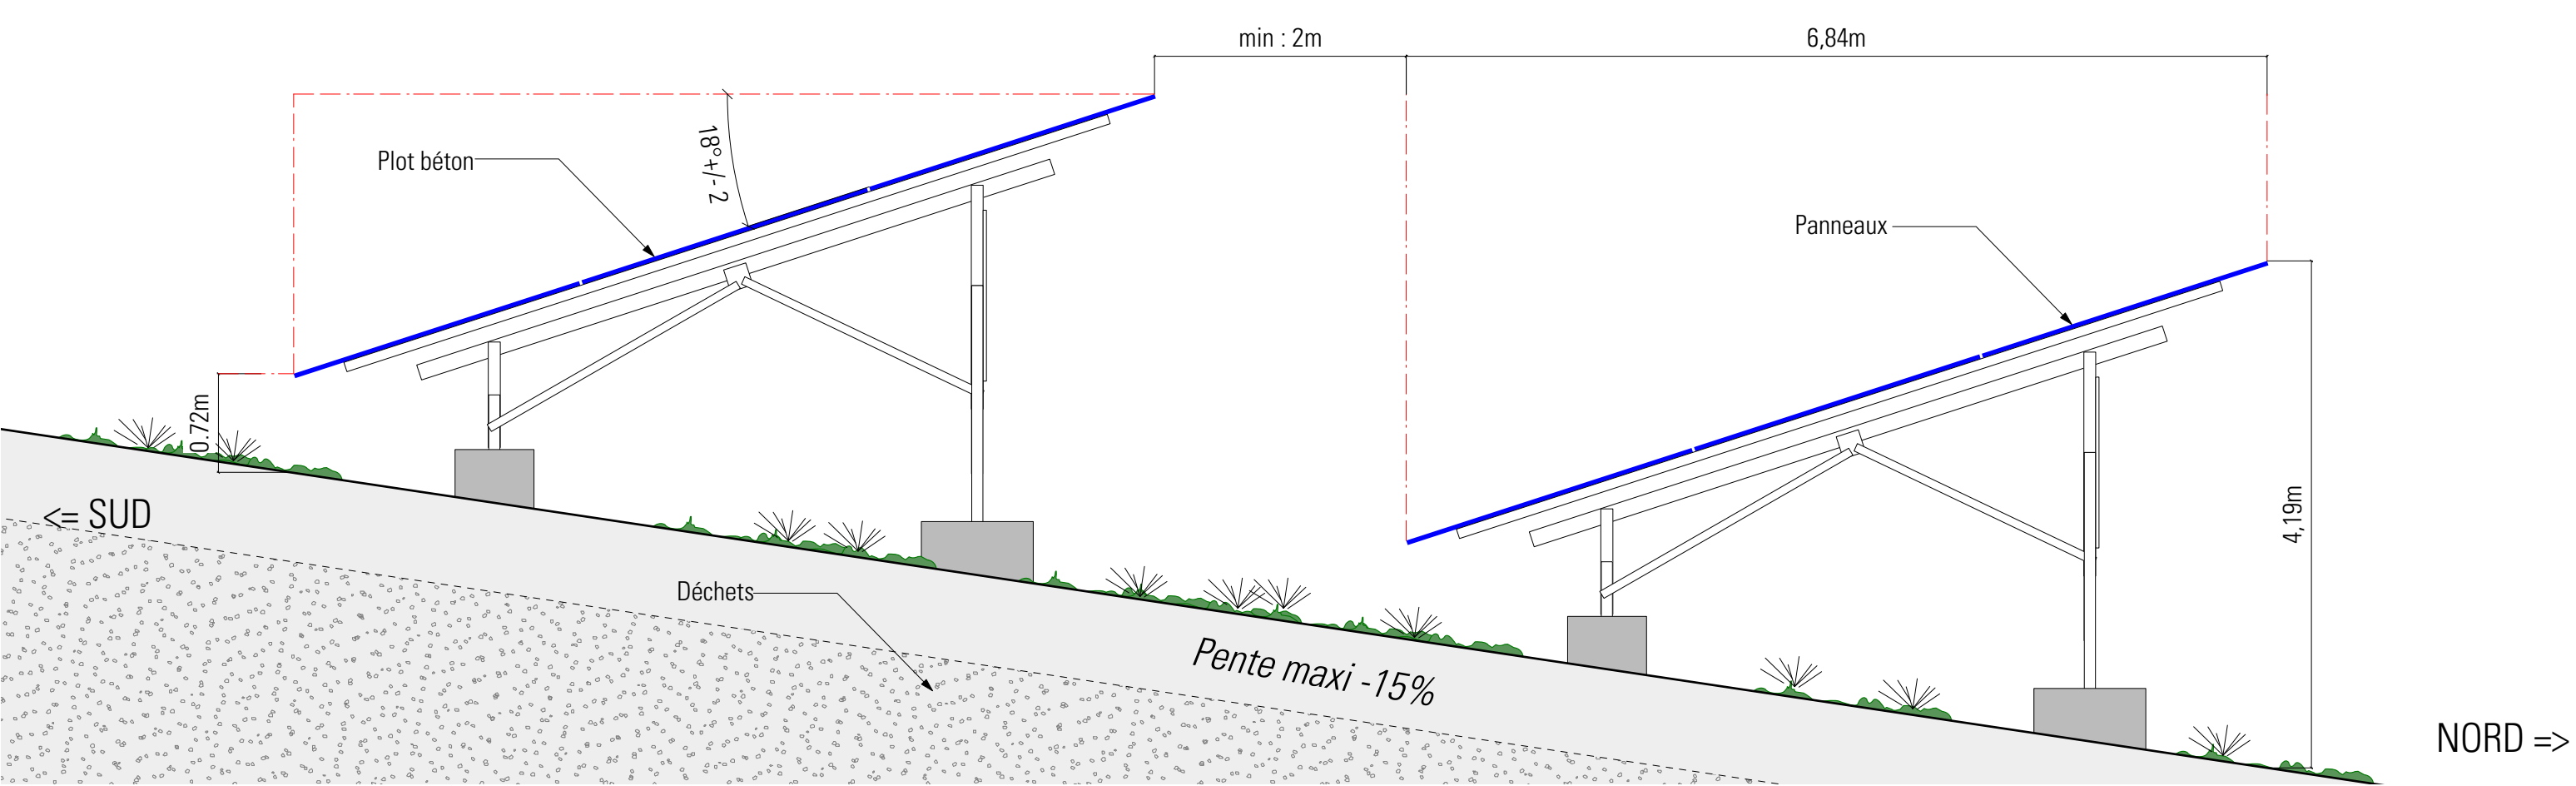 min : 2m
6,84m
18°+/- 2
Plot béton
Panneaux
0.72m
<= SUD
4,19m
Déchets
Pente maxi -15%
NORD =>